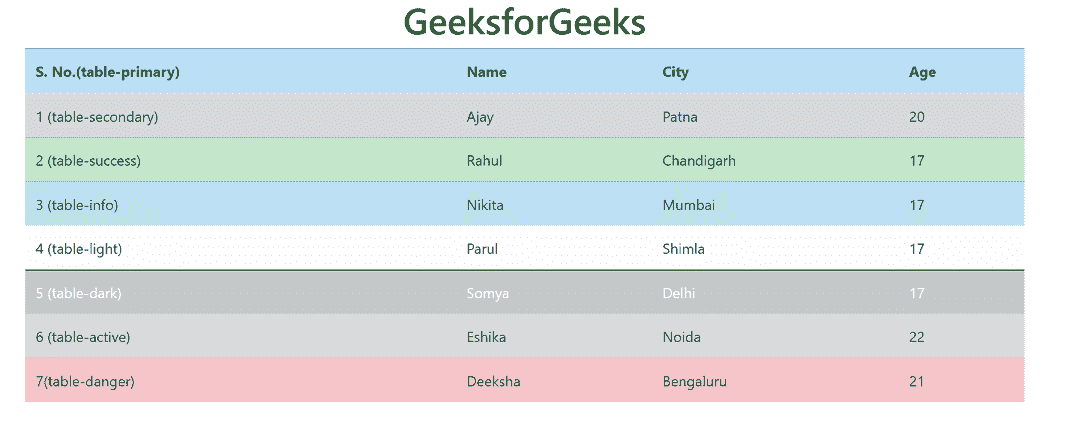 GeeksforGeeks
S. No.(table-primary) Name City Age
1 (table-secondary) Ajay Patna 20
2 (table-success) Rahul Chandigarh 17
3 (table-info) Nikita Mumbai 17
4 (table-light) Parul Shimla 17
5 (table-dark) Somya Delhi 17
6 (table-active) Eshika Noida 22
7(table-danger) Deeksha Bengaluru 21